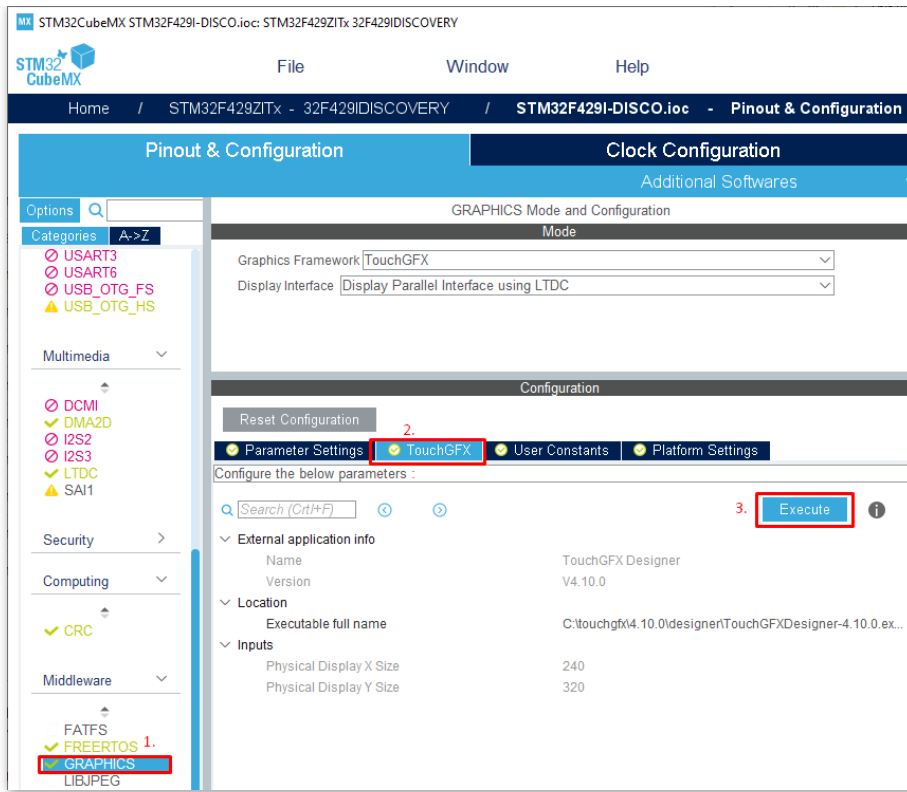 MX STM32CubeMX STM32F429I-DISCO.ioc: STM32F429ZITx 32F429IDISCOVERY
STM32
CubeMX
File Window Help
Home / STM32F429ZITx - 32F429IDISCOVERY / STM32F429I-DISCO.ioc - Pinout & Configuration
Pinout & Configuration Clock Configuration
Additional Softwares
Options
GRAPHICS Mode and Configuration
Categories A->Z
Mode
USART3
USART6
USB_OTG_FS
USB_OTG_HS
Graphics Framework TouchGFX
Display Interface Display Parallel Interface using LTDC
Multimedia
DCMI
DMA2D
I2S2
I2S3
LTDC
SAI1
Security
Computing
CRC
Middleware
FATFS
FREERTOS 1.
GRAPHICS
LIBJPEG
Configuration
Reset Configuration
2.
Parameter Settings TouchGFX User Constants Platform Settings
Configure the below parameters :
Search (Crtl+F) 3. Execute i
External application info
Name TouchGFX Designer
Version V4.10.0
Location
Executable full name C:\touchgfx\4.10.0\designer\TouchGFXDesigner-4.10.0.ex...
Inputs
Physical Display X Size 240
Physical Display Y Size 320